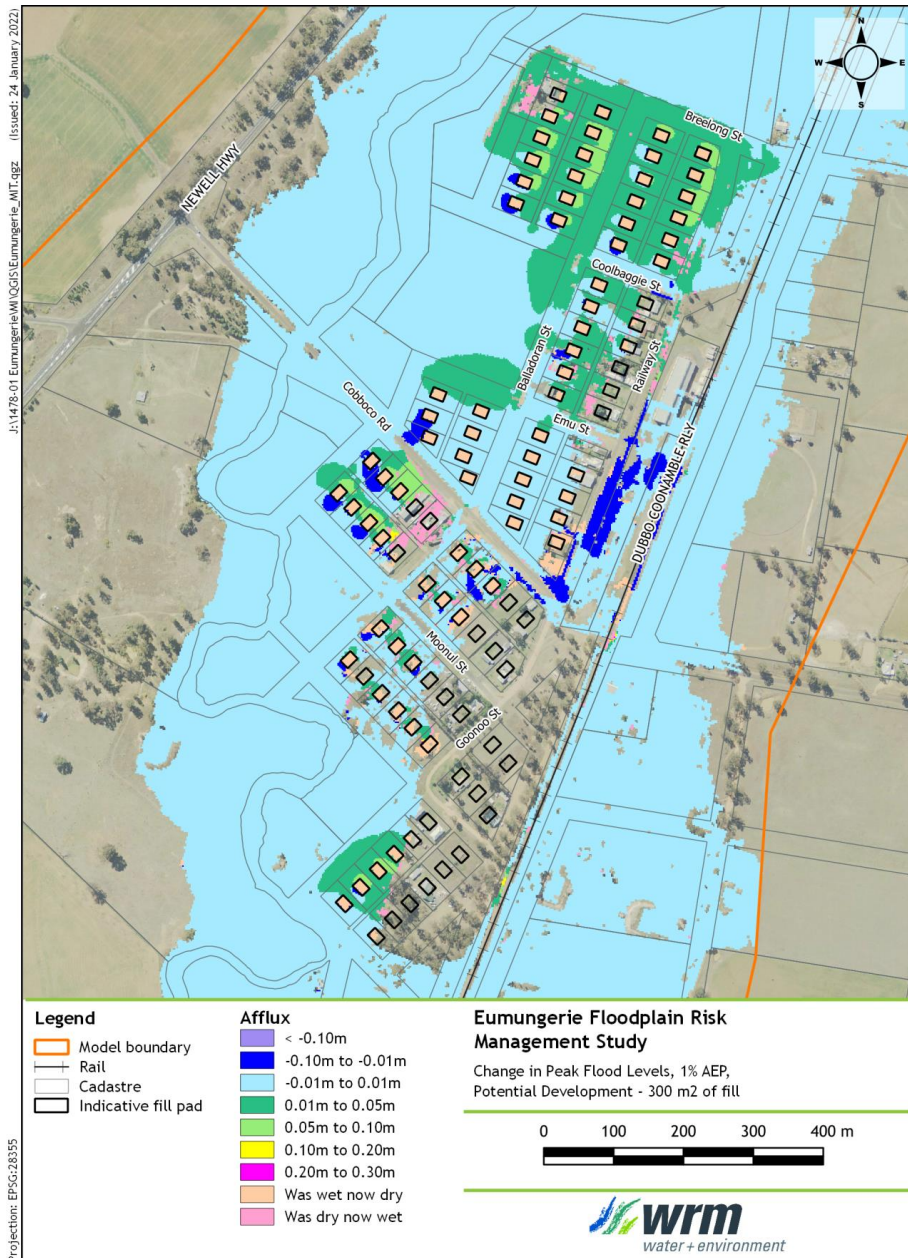 J:\1478-01 Eumungerie\WI\QGIS\Eumungerie_MIT.qgz (Issued: 24 January 2022)
N
W E
S
NEWELL HWY
Breelong St
Coolbaggie St
Balladoran St
Railway St
Cobboco Rd
Emu St
DUBBO COONAMBLE RLY
Moonul St
Goonoo St
Projection: EPSG:28355
Legend
Model boundary
Rail
Cadastre
Indicative fill pad
Afflux
< -0.10m
-0.10m to -0.01m
-0.01m to 0.01m
0.01m to 0.05m
0.05m to 0.10m
0.10m to 0.20m
0.20m to 0.30m
Was wet now dry
Was dry now wet
Eumungerie Floodplain Risk
Management Study
Change in Peak Flood Levels, 1% AEP,
Potential Development - 300 m2 of fill
0 100 200 300 400 m
wrm
water + environment